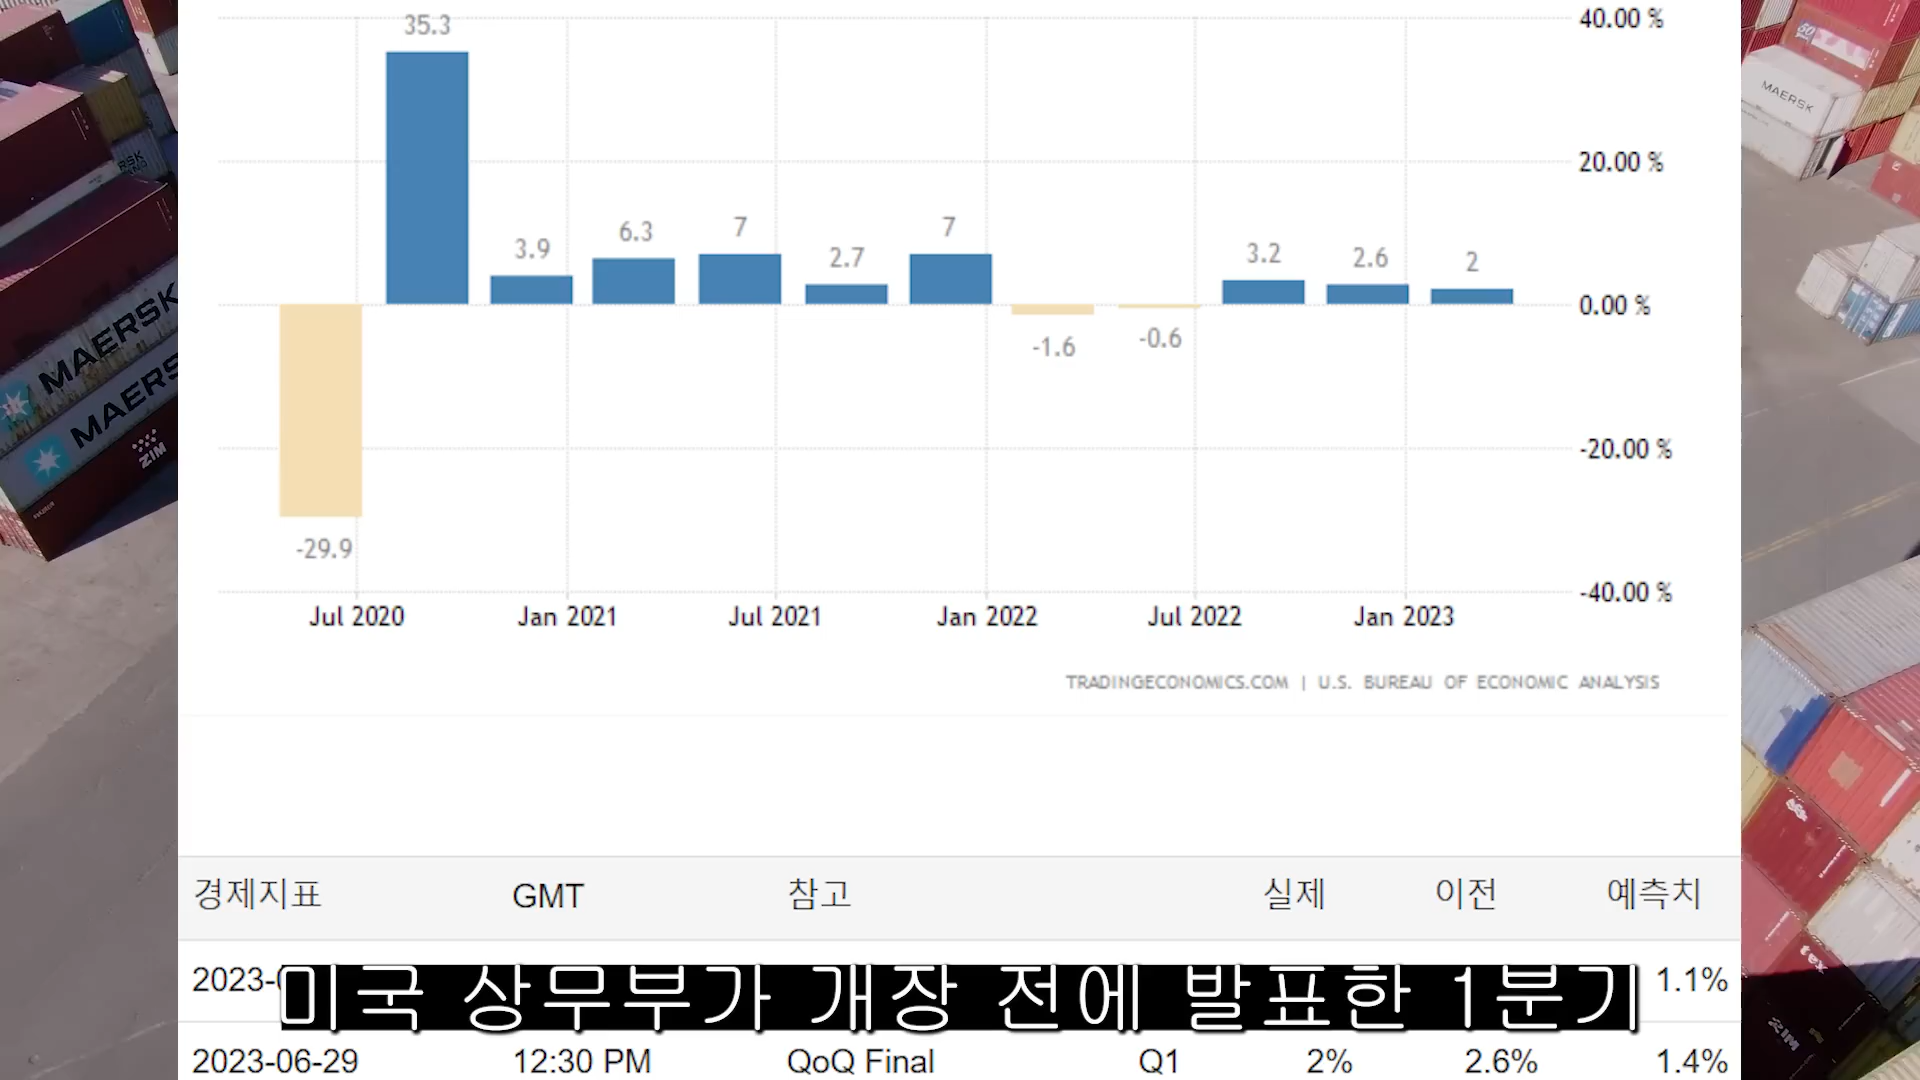 35.3
40.00 %
20.00 %
3.9
6.3
7
2.7
7
3.2
2.6
2
0.00 %
-1.6
-0.6
-20.00 %
-29.9
-40.00 %
Jul 2020 Jan 2021 Jul 2021 Jan 2022 Jul 2022 Jan 2023
TRADINGECONOMICS.COM | U.S. BUREAU OF ECONOMIC ANALYSIS
경제지표 GMT 참고 실제 이전 예측치
2023-0 1.1%
미국 상무부가 개장 전에 발표한 1분기
2023-06-29 12:30 PM QoQ Final Q1 2% 2.6% 1.4%
MAERSK
MAERSK
ZIM
MAERSK
ZIM